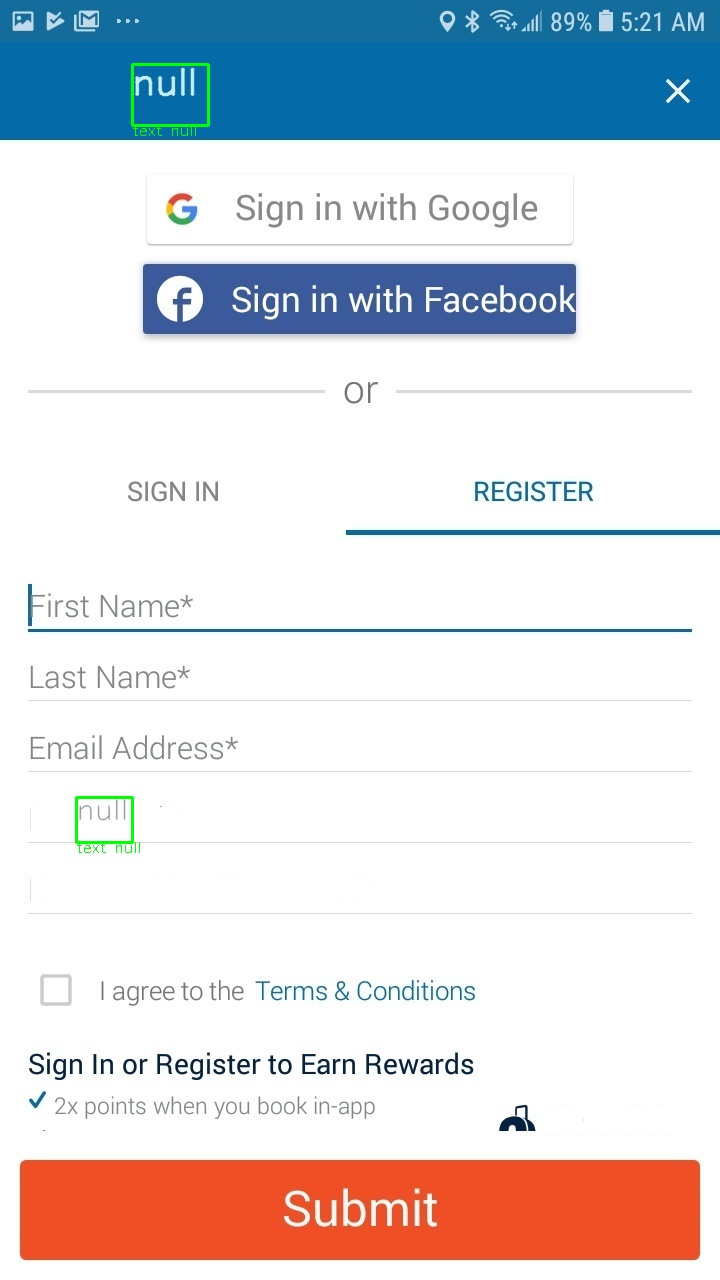 89% 5:21 AM
null
text null
Sign in with Google
f Sign in with Facebook
or
SIGN IN REGISTER
First Name*
Last Name*
Email Address*
null
text null
I agree to the Terms & Conditions
Sign In or Register to Earn Rewards
2x points when you book in-app
Submit